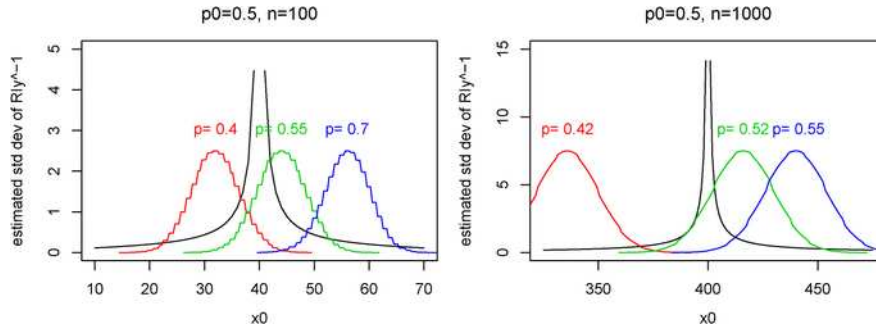 p0=0.5, n=100
estimated std dev of RIy^-1
5
4
3
2
1
0
p= 0.4
p= 0.55
p= 0.7
10 20 30 40 50 60 70
x0
p0=0.5, n=1000
estimated std dev of RIy^-1
15
10
5
0
p= 0.42
p= 0.52
p= 0.55
350 400 450
x0